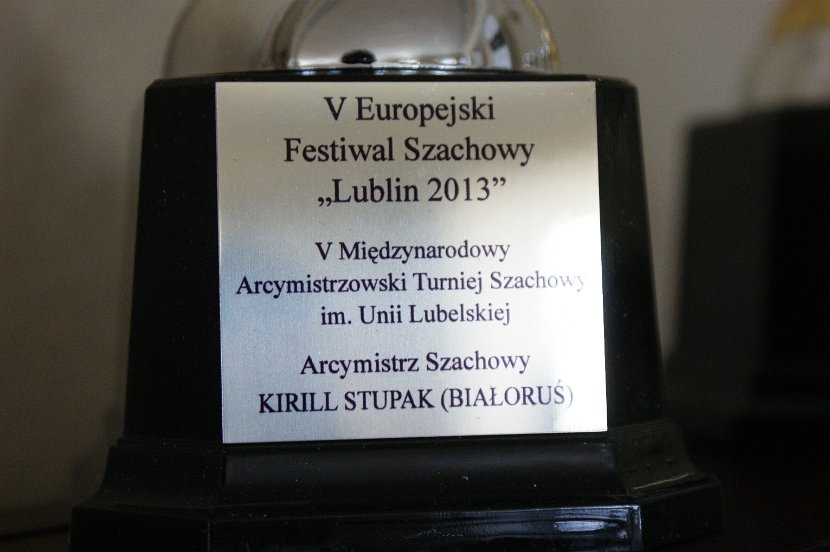 V Europejski
Festiwal Szachowy
„Lublin 2013”
V Międzynarodowy
Arcymistrzowski Turniej Szachowy
im. Unii Lubelskiej
Arcymistrz Szachowy
KIRILL STUPAK (BIAŁORUŚ)